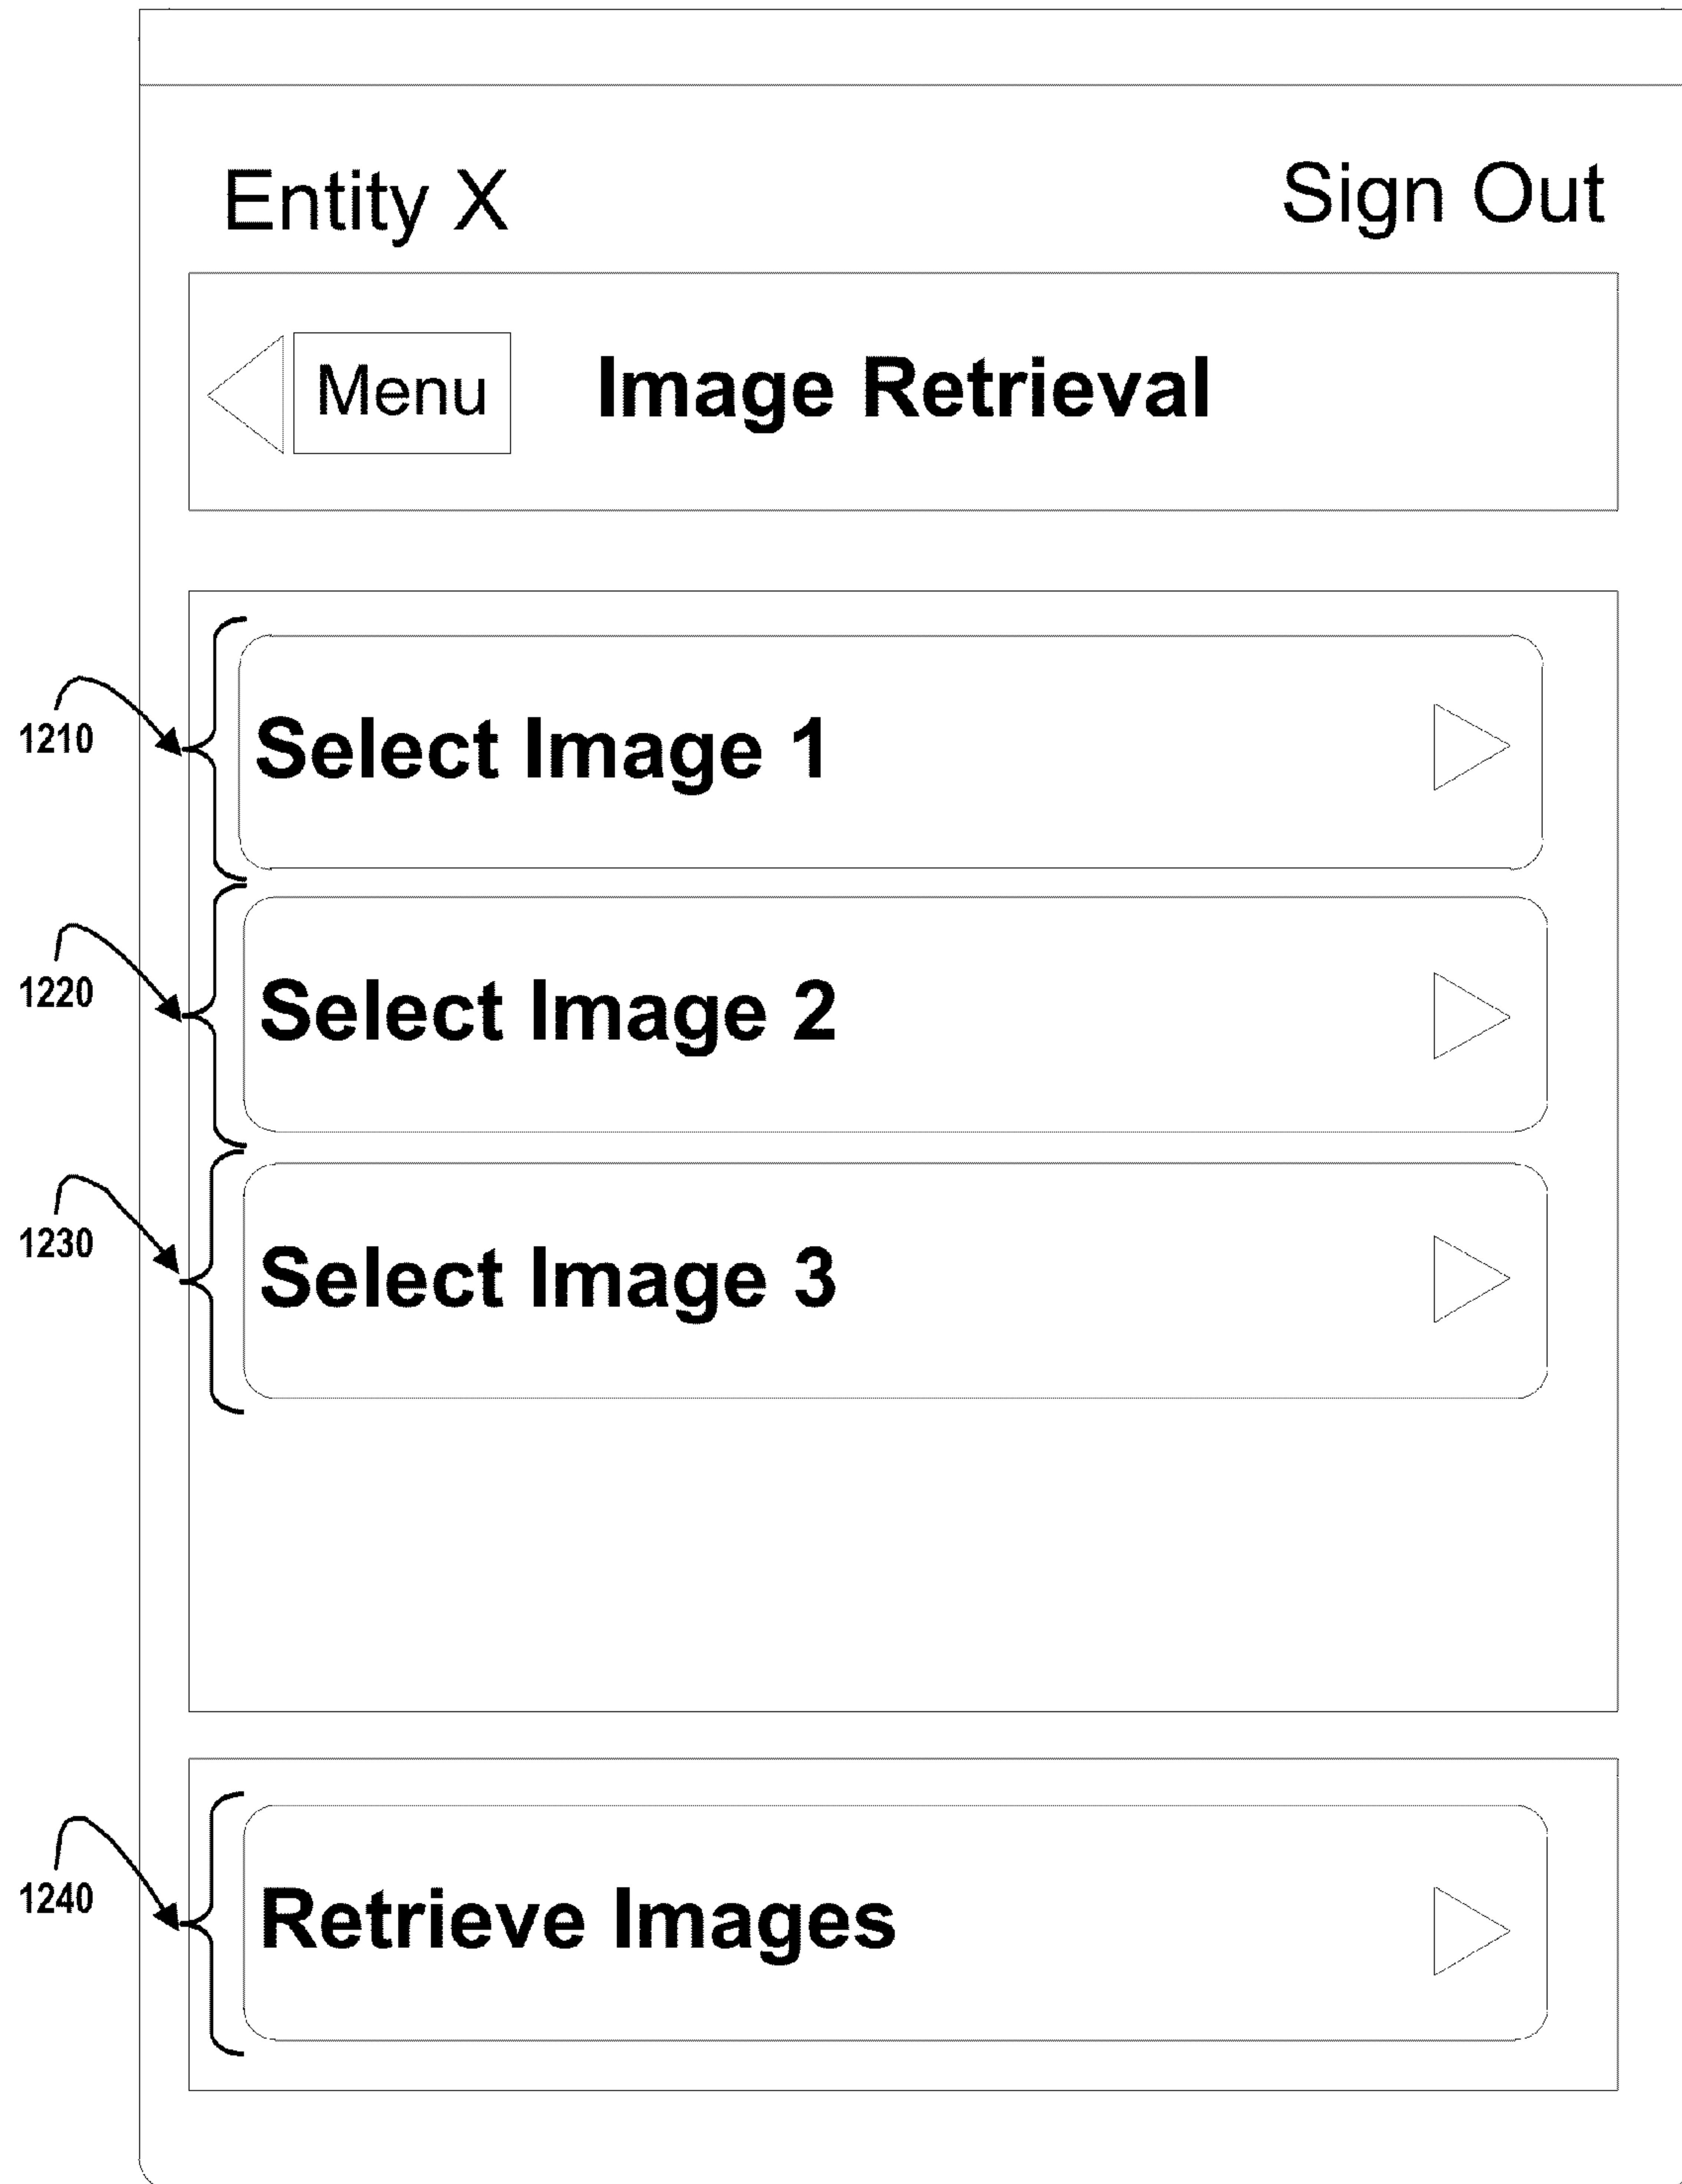 Entity X Sign Out
Menu Image Retrieval
1210 Select Image 1
1220 Select Image 2
1230 Select Image 3
1240 Retrieve Images